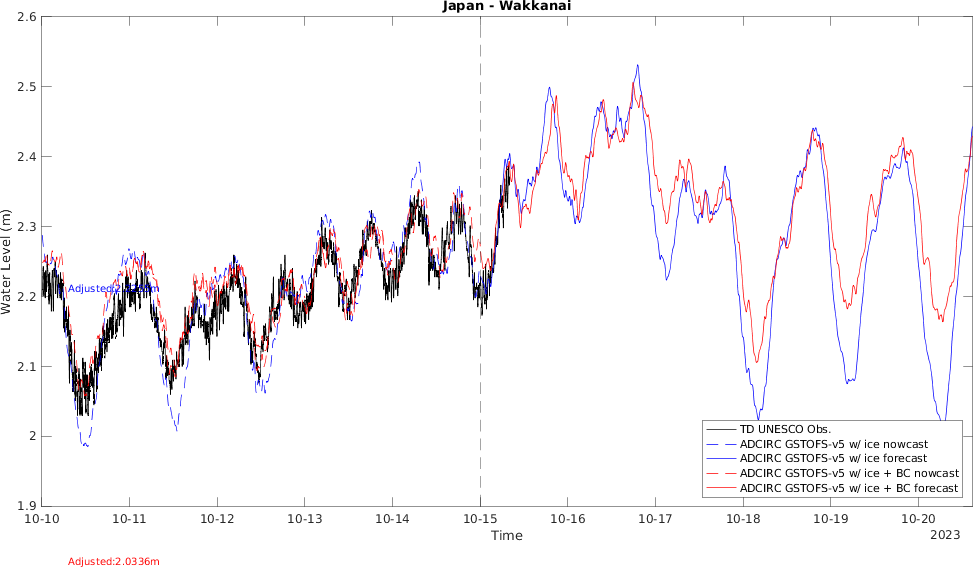 Japan - Wakkanai
2.6
2.5
2.4
2.3
2.2
2.1
2
1.9
Water Level (m)
Adjusted:2.
TD UNESCO Obs.
ADCIRC GSTOFS-v5 w/ ice nowcast
ADCIRC GSTOFS-v5 w/ ice forecast
ADCIRC GSTOFS-v5 w/ ice + BC nowcast
ADCIRC GSTOFS-v5 w/ ice + BC forecast
10-10 10-11 10-12 10-13 10-14 10-15 10-16 10-17 10-18 10-19 10-20
2023
Time
Adjusted:2.0336m